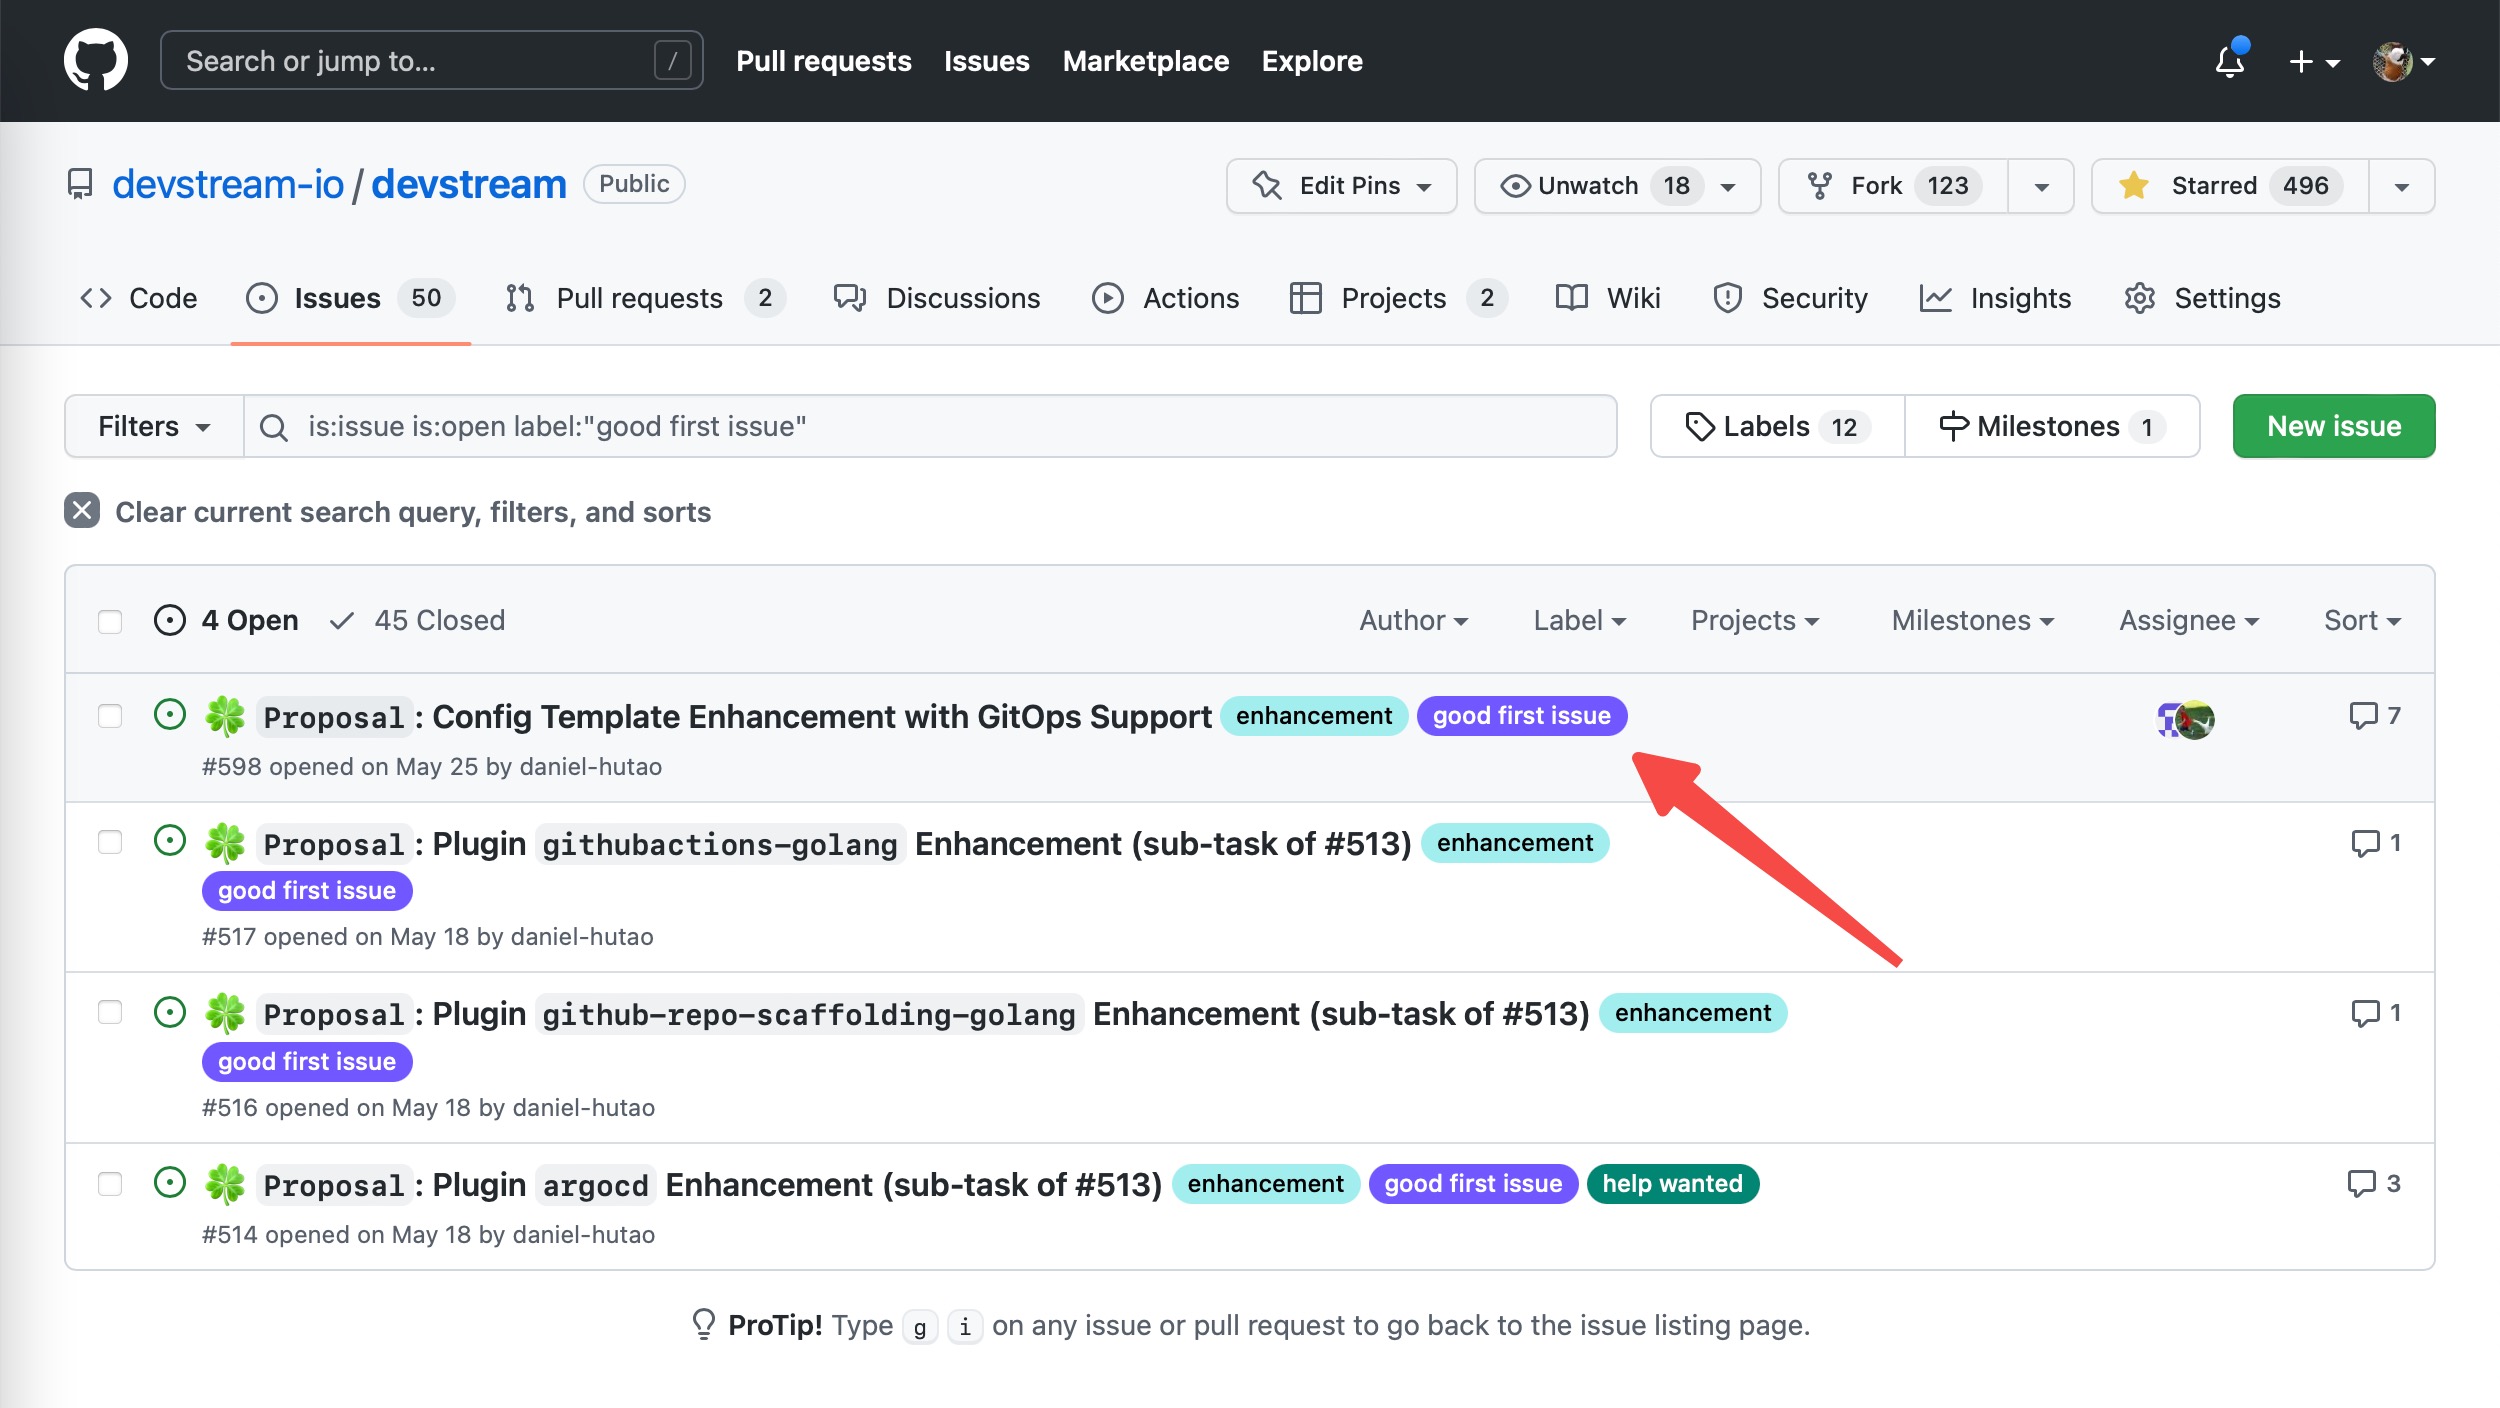 Search or jump to... / Pull requests Issues Marketplace Explore
devstream-io / devstream Public Edit Pins Unwatch 18 Fork 123 Starred 496
Code Issues 50 Pull requests 2 Discussions Actions Projects 2 Wiki Security Insights Settings
Filters is:issue is:open label:"good first issue" Labels 12 Milestones 1 New issue
Clear current search query, filters, and sorts
4 Open 45 Closed Author Label Projects Milestones Assignee Sort
Proposal: Config Template Enhancement with GitOps Support enhancement good first issue 7
#598 opened on May 25 by daniel-hutao
Proposal: Plugin githubactions-golang Enhancement (sub-task of #513) enhancement 1
good first issue
#517 opened on May 18 by daniel-hutao
Proposal: Plugin github-repo-scaffolding-golang Enhancement (sub-task of #513) enhancement 1
good first issue
#516 opened on May 18 by daniel-hutao
Proposal: Plugin argocd Enhancement (sub-task of #513) enhancement good first issue help wanted 3
#514 opened on May 18 by daniel-hutao
ProTip! Type g i on any issue or pull request to go back to the issue listing page.